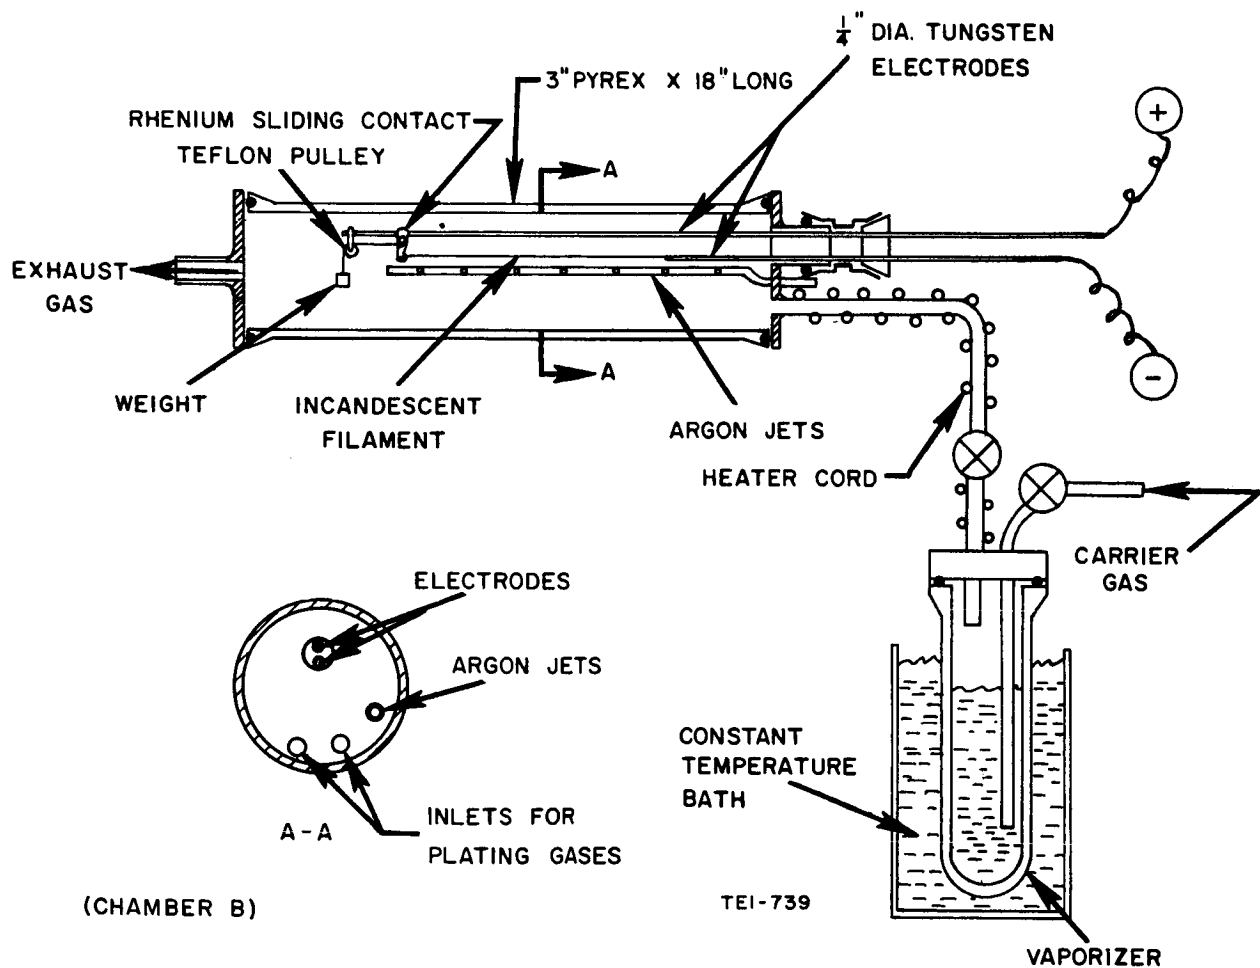 1/4" DIA. TUNGSTEN
ELECTRODES
3" PYREX X 18" LONG
RHENIUM SLIDING CONTACT
TEFLON PULLEY
A
+
EXHAUST
GAS
A
-
WEIGHT
INCANDESCENT
FILAMENT
ARGON JETS
HEATER CORD
CARRIER
GAS
ELECTRODES
ARGON JETS
CONSTANT
TEMPERATURE
BATH
A-A
INLETS FOR
PLATING GASES
(CHAMBER B)
TEI-739
VAPORIZER